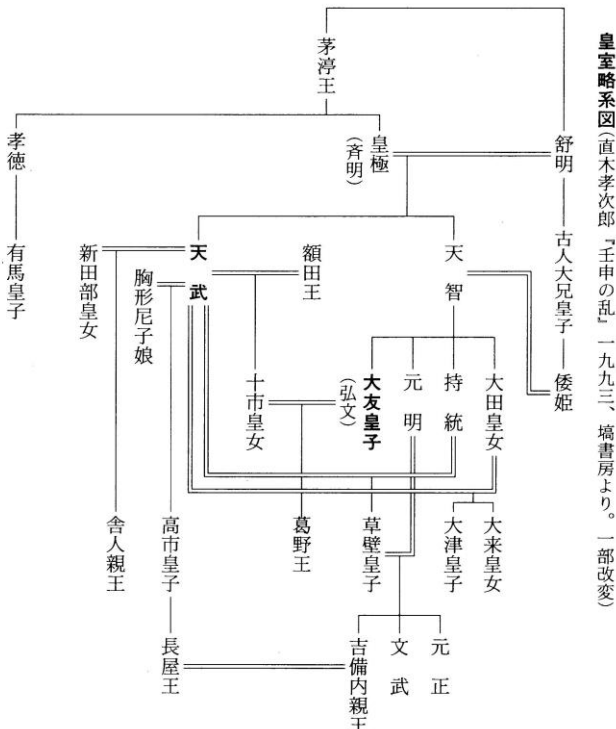 皇室略系図(直木孝次郎『壬申の乱』一九九三、塙書房より。一部改変)
茅渟王
舒明
皇極
(斉明)
孝徳
古人大兄皇子
倭姫
有馬皇子
天智
額田王
天武
胸形尼子娘
新田部皇女
大田皇女
持統
元明
大友皇子
(弘文)
十市皇女
大来皇女
大津皇子
草壁皇子
葛野王
高市皇子
舎人親王
元正
文武
吉備内親王
長屋王